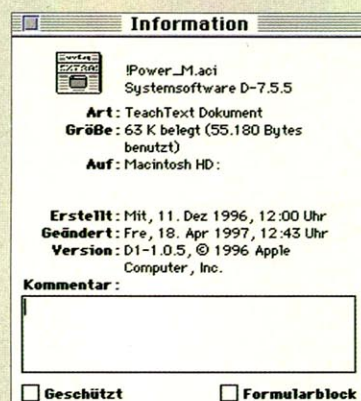 Information
!Power_M.aci
Systemsoftware D-7.5.5
Art: TeachText Dokument
Größe: 63 K belegt (55.180 Bytes
benutzt)
Auf: Macintosh HD:
Erstellt: Mit, 11. Dez 1996, 12:00 Uhr
Geändert: Fre, 18. Apr 1997, 12:43 Uhr
Version: D1-1.0.5, © 1996 Apple
Computer, Inc.
Kommentar:
Geschützt
Formularblock